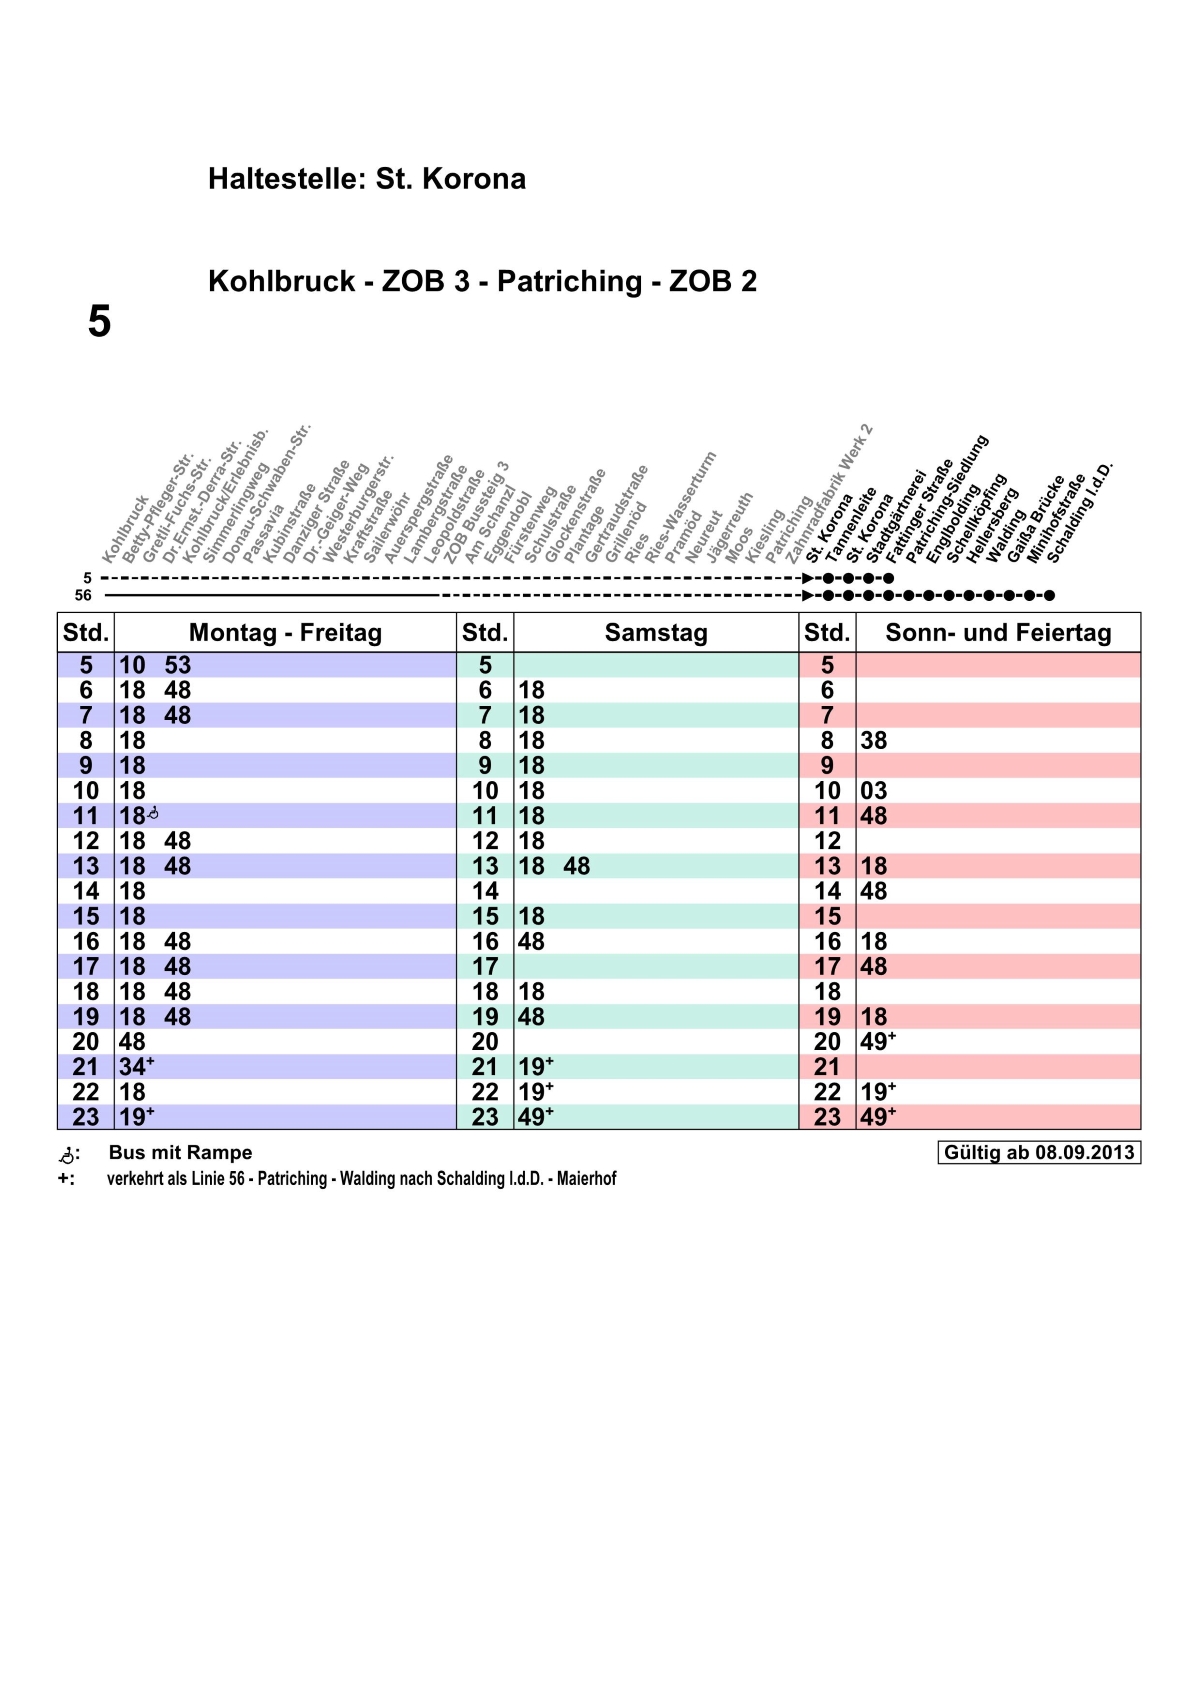 Haltestelle: St. Korona
Kohlbruck - ZOB 3 - Patriching - ZOB 2
5
Kohlbruck
Betty-Pfleger-Str.
Gretli-Fuchs-Str.
Dr.Ernst.-Derra-Str.
Kohlbruck/Erlebnisb.
Simmerlingweg
Donau-Schwaben-Str.
Passavia
Kubinstraße
Danziger Straße
Dr.-Geiger-Weg
Westerburgerstr.
Kraftstraße
Sailerwöhr
Auerspergstraße
Lambergstraße
Leopoldstraße
ZOB Bussteig 3
Am Schanzl
Eggendobl
Fürstenweg
Schulstraße
Glockenstraße
Plantage
Gertraudstraße
Grillenöd
Ries
Ries-Wasserturm
Pramöd
Neureut
Jägerreuth
Moos
Kiesling
Patriching
Zahnradfabrik Werk 2
St. Korona
Tannenleite
St. Korona
Stadtgärtnerei
Fattinger Straße
Patriching-Siedlung
Englbolding
Schellköpfing
Hellersberg
Walding
Gaißa Brücke
Minihofstraße
Schalding l.d.D.
5
56
Std. Montag - Freitag Std. Samstag Std. Sonn- und Feiertag
5 10 53 5 5
6 18 48 6 18 6
7 18 48 7 18 7
8 18 8 18 8 38
9 18 9 18 9
10 18 10 18 10 03
11 18 11 18 11 48
12 18 48 12 18 12
13 18 48 13 18 48 13 18
14 18 14 14 48
15 18 15 18 15
16 18 48 16 48 16 18
17 18 48 17 17 48
18 18 48 18 18 18
19 18 48 19 48 19 18
20 48 20 20 49+
21 34+ 21 19+ 21
22 18 22 19+ 22 19+
23 19+ 23 49+ 23 49+
: Bus mit Rampe Gültig ab 08.09.2013
+: verkehrt als Linie 56 - Patriching - Walding nach Schalding l.d.D. - Maierhof